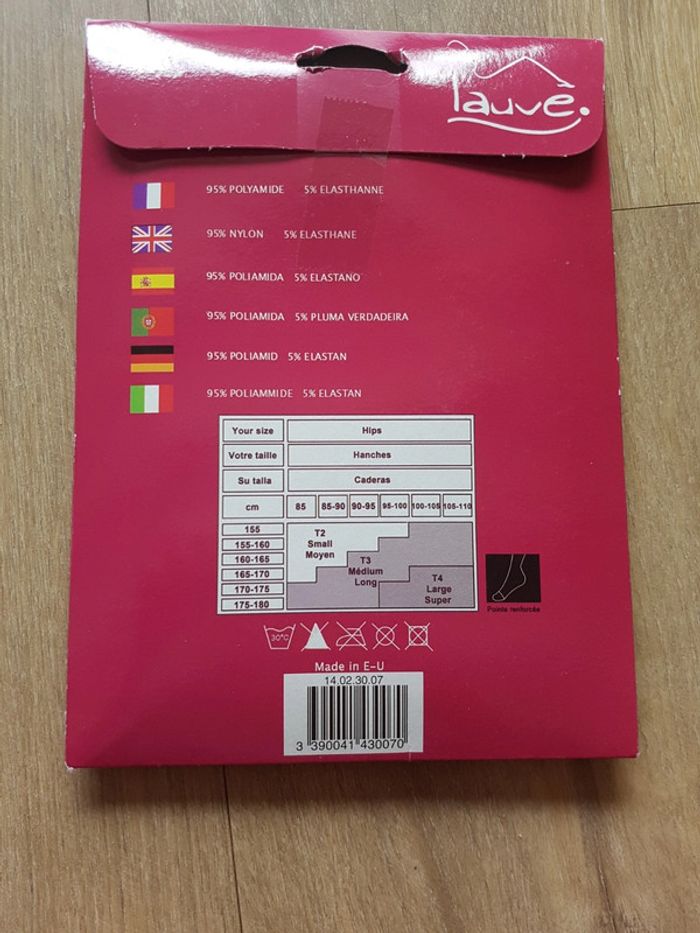 lauvê.
95% POLYAMIDE 5% ELASTHANNE
95% NYLON 5% ELASTHANE
95% POLIAMIDA 5% ELASTANO
95% POLIAMIDA 5% PLUMA VERDADEIRA
95% POLIAMID 5% ELASTAN
95% POLIAMMIDE 5% ELASTAN
Your size Hips
Votre taille Hanches
Su talla Caderas
cm 85 85-90 90-95 95-100 100-105 105-110
155
155-160
160-165
165-170
170-175
175-180
T2
Small
Moyen
T3
Médium
Long
T4
Large
Super
Pointe renforcée
30°C
Made in E-U
14.02.30.07
3 390041 430070